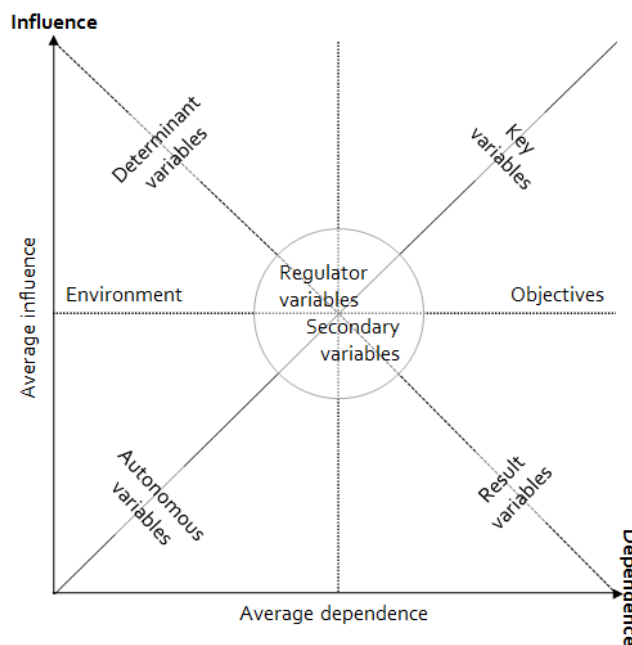 Influence
Determinant
variables
Key
variables
Regulator
variables
Environment
Objectives
Secondary
variables
Average influence
Autonomous
variables
Result
variables
Dependence
Average dependence